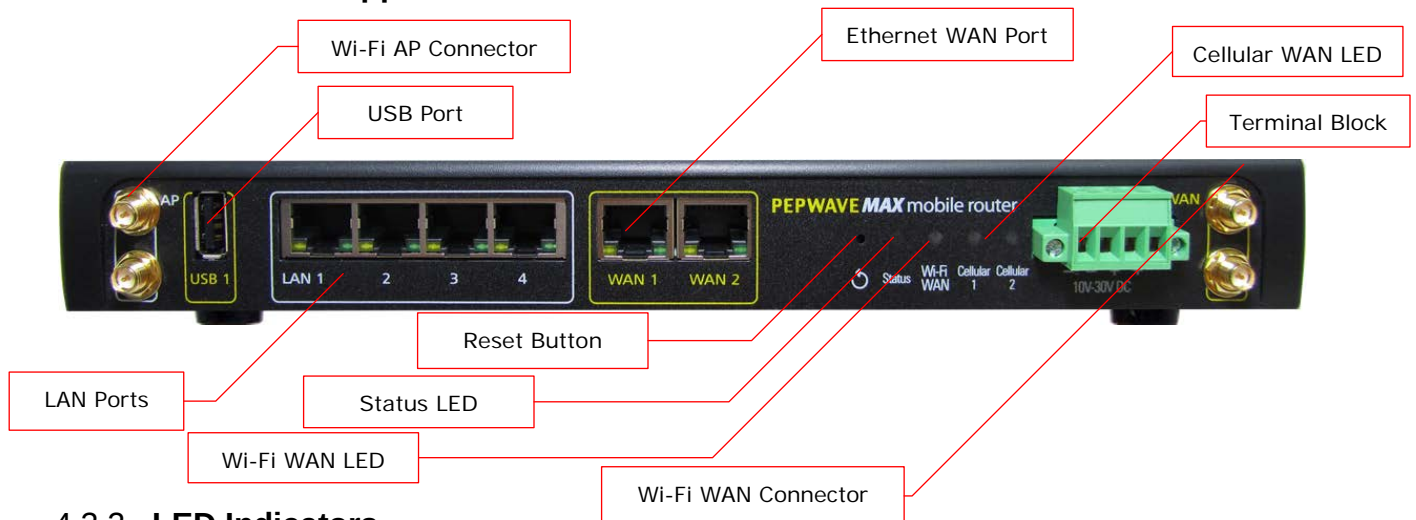 Wi-Fi AP Connector
Ethernet WAN Port
Cellular WAN LED
USB Port
Terminal Block
AP
PEPWAVE MAX mobile router
WAN
USB 1
LAN 1 2 3 4
WAN 1 WAN 2
Status
Wi-Fi WAN
Cellular 1
Cellular 2
10V-30V DC
Reset Button
LAN Ports
Status LED
Wi-Fi WAN LED
Wi-Fi WAN Connector
LED Indicators